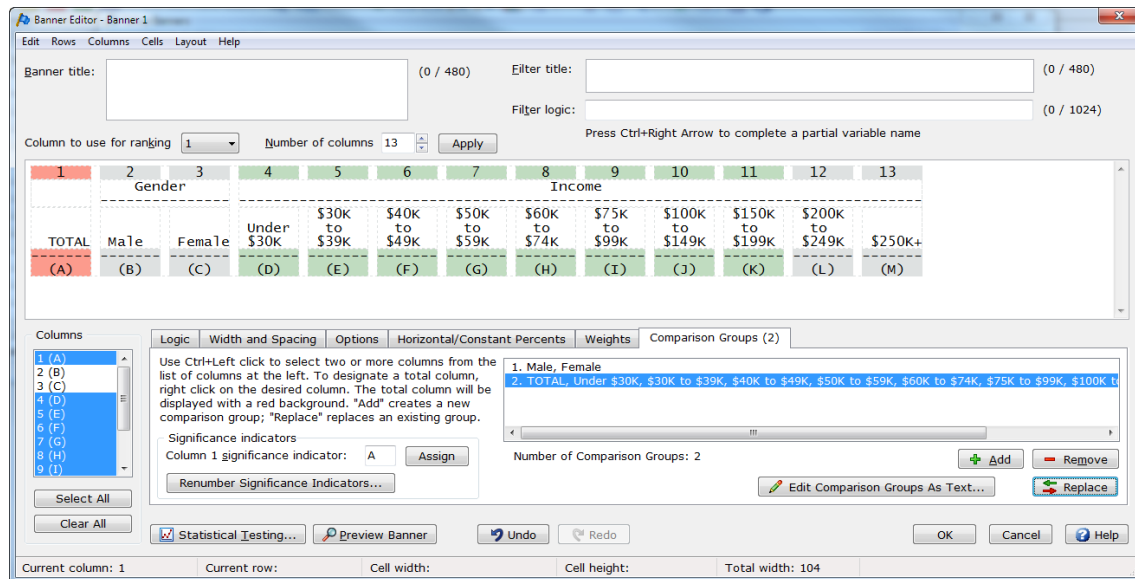 Banner Editor - Banner 1
Edit Rows Columns Cells Layout Help
Banner title: (0 / 480) Filter title: (0 / 480)
Filter logic: (0 / 1024)
Press Ctrl+Right Arrow to complete a partial variable name
Column to use for ranking 1 Number of columns 13 Apply
1 2 3 4 5 6 7 8 9 10 11 12 13
Gender Income
$30K $40K $50K $60K $75K $100K $150K $200K
Under to to to to to to to to
TOTAL Male Female $30K $39K $49K $59K $74K $99K $149K $199K $249K $250K+
(A) (B) (C) (D) (E) (F) (G) (H) (I) (J) (K) (L) (M)
Columns
1 (A)
2 (B)
3 (C)
4 (D)
5 (E)
6 (F)
7 (G)
8 (H)
9 (I)
Select All
Clear All
Logic Width and Spacing Options Horizontal/Constant Percents Weights Comparison Groups (2)
Use Ctrl+Left click to select two or more columns from the
list of columns at the left. To designate a total column,
right click on the desired column. The total column will be
displayed with a red background. "Add" creates a new
comparison group; "Replace" replaces an existing group.
Significance indicators
Column 1 significance indicator: A Assign
Renumber Significance Indicators...
1. Male, Female
2. TOTAL, Under $30K, $30K to $39K, $40K to $49K, $50K to $59K, $60K to $74K, $75K to $99K, $100K t
Number of Comparison Groups: 2 Add Remove
Edit Comparison Groups As Text... Replace
Statistical Testing... Preview Banner Undo Redo OK Cancel Help
Current column: 1 Current row: Cell width: Cell height: Total width: 104